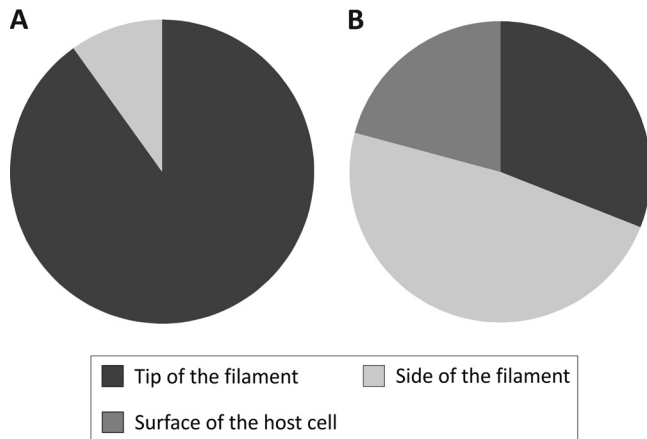 A
B
Tip of the filament
Side of the filament
Surface of the host cell